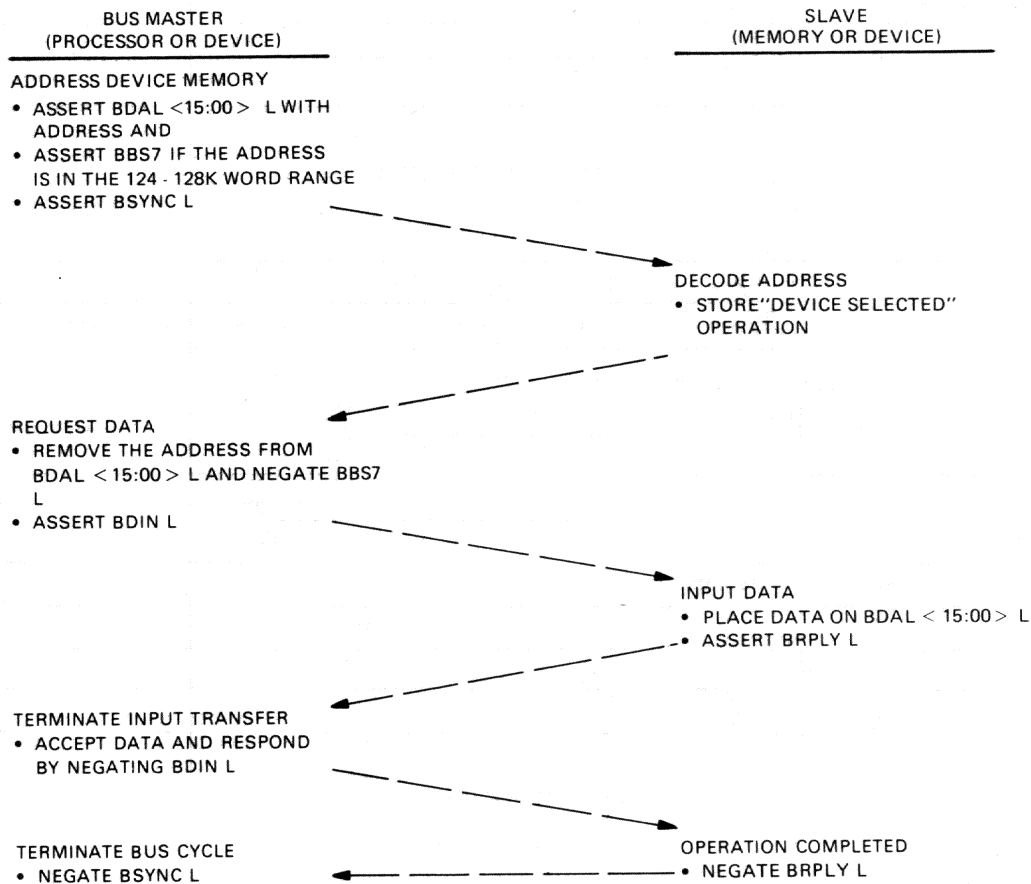 BUS MASTER
(PROCESSOR OR DEVICE)
SLAVE
(MEMORY OR DEVICE)
ADDRESS DEVICE MEMORY
• ASSERT BDAL <15:00> L WITH
ADDRESS AND
• ASSERT BBS7 IF THE ADDRESS
IS IN THE 124 - 128K WORD RANGE
• ASSERT BSYNC L
DECODE ADDRESS
• STORE "DEVICE SELECTED"
OPERATION
REQUEST DATA
• REMOVE THE ADDRESS FROM
BDAL <15:00> L AND NEGATE BBS7
L
• ASSERT BDIN L
INPUT DATA
• PLACE DATA ON BDAL <15:00> L
• ASSERT BRPLY L
TERMINATE INPUT TRANSFER
• ACCEPT DATA AND RESPOND
BY NEGATING BDIN L
OPERATION COMPLETED
• NEGATE BRPLY L
TERMINATE BUS CYCLE
• NEGATE BSYNC L